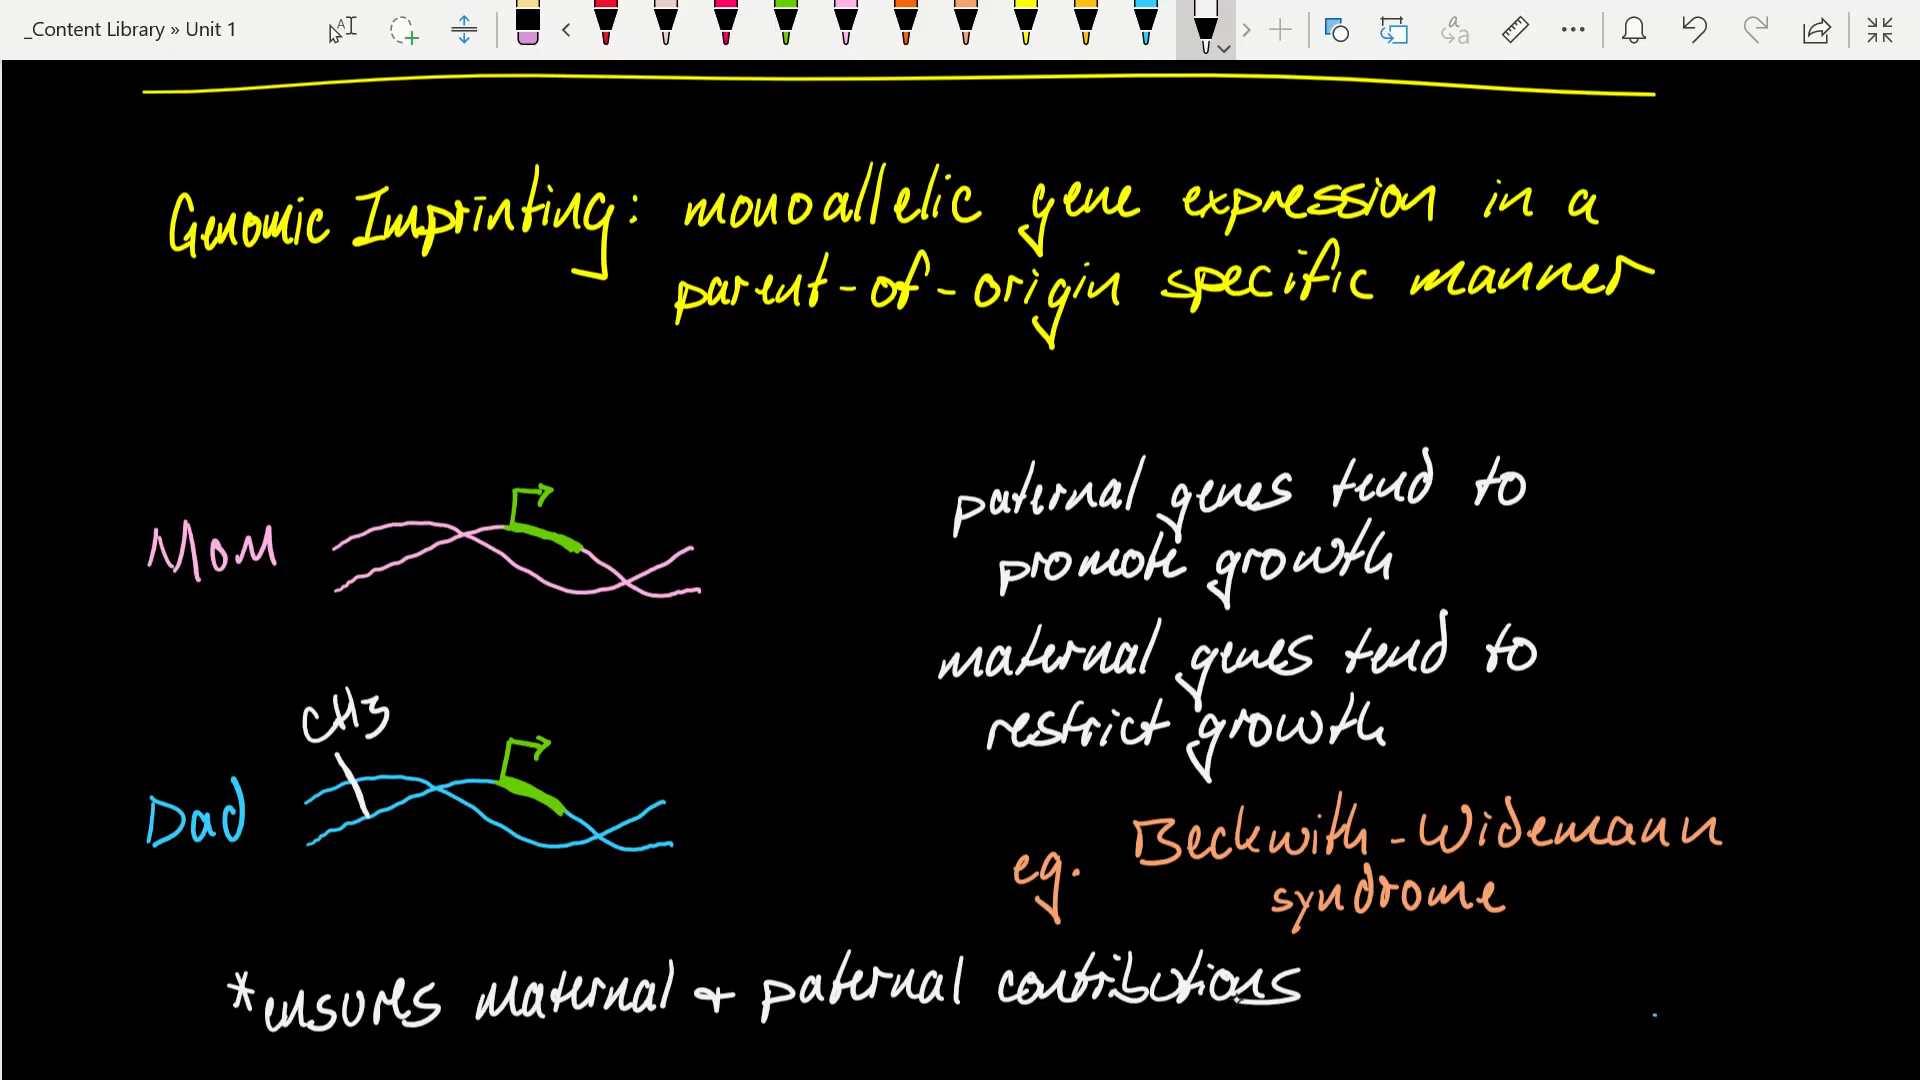 _Content Library » Unit 1
Genomic Imprinting: monoallelic gene expression in a
parent-of-origin specific manner
Mom
CH3
Dad
paternal genes tend to
promote growth
maternal genes tend to
restrict growth
eg. Beckwith-Widemann
syndrome
*ensures maternal + paternal contributions